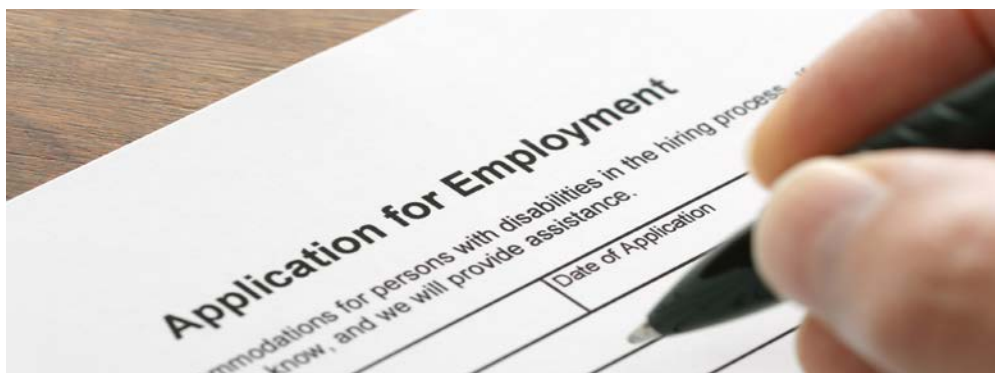 Application for Employment
mmodations for persons with disabilities in the hiring process.
know, and we will provide assistance.
Date of Application